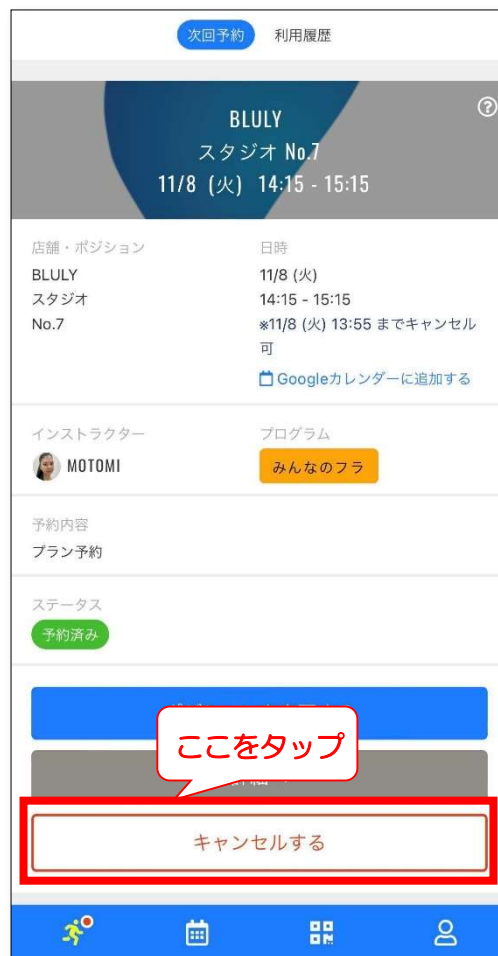 次回予約 利用履歴
BLULY
スタジオ No.7
11/8 (火) 14:15 - 15:15
店舗・ポジション
BLULY
スタジオ
No.7
日時
11/8 (火)
14:15 - 15:15
※11/8 (火) 13:55 までキャンセル
可
Googleカレンダーに追加する
インストラクター
MOTOMI
プログラム
みんなのフラ
予約内容
プラン予約
ステータス
予約済み
ここをタップ
キャンセルする